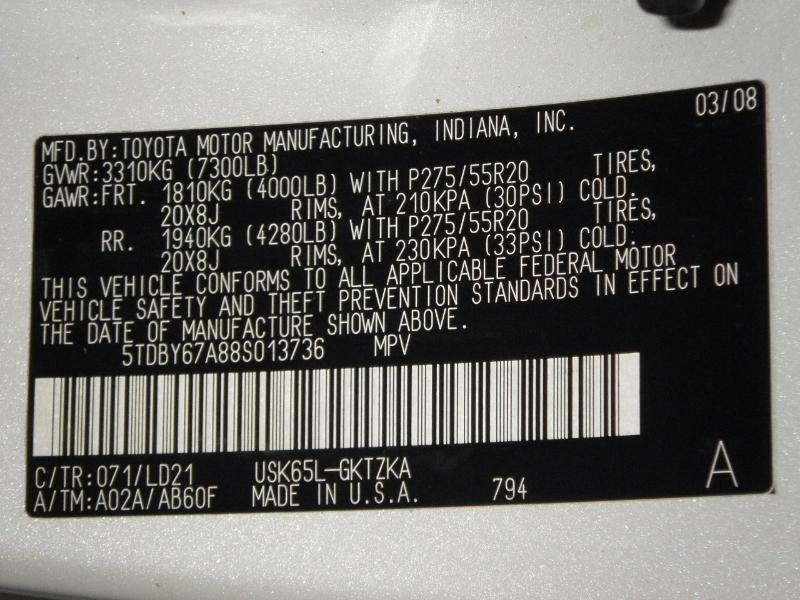 03/08
MFD.BY:TOYOTA MOTOR MANUFACTURING, INDIANA, INC.
GVWR:3310KG (7300LB)
GAWR:FRT. 1810KG (4000LB) WITH P275/55R20 TIRES,
20X8J RIMS, AT 210KPA (30PSI) COLD.
RR. 1940KG (4280LB) WITH P275/55R20 TIRES,
20X8J RIMS, AT 230KPA (33PSI) COLD.
THIS VEHICLE CONFORMS TO ALL APPLICABLE FEDERAL MOTOR
VEHICLE SAFETY AND THEFT PREVENTION STANDARDS IN EFFECT ON
THE DATE OF MANUFACTURE SHOWN ABOVE.
5TDBY67A88S013736 MPV
C/TR:071/LD21 USK65L-GKTZKA
A/TM:A02A/AB60F MADE IN U.S.A. 794
A